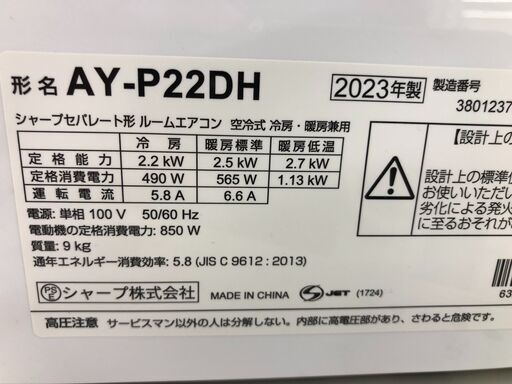 形名 AY-P22DH 2023年製 製造番号
3801237
シャープセパレート形 ルームエアコン 空冷式 冷房・暖房兼用
冷房 暖房標準 暖房低温
定格能力 2.2 kW 2.5 kW 2.7 kW
定格消費電力 490 W 565 W 1.13 kW
運転電流 5.8 A 6.6 A
電源: 単相 100 V 50/60 Hz
電動機の定格消費電力: 850 W
質量: 9 kg
通年エネルギー消費効率: 5.8 (JIS C 9612 : 2013)
PSE シャープ株式会社 MADE IN CHINA S JET (1724)
高圧注意 サービスマン以外の人は分解しない。内部に高電圧部があり、さわると危険です。
【設計上の
設計上の標準使
お使いいただい
劣化による発火
に至るおそれが
63